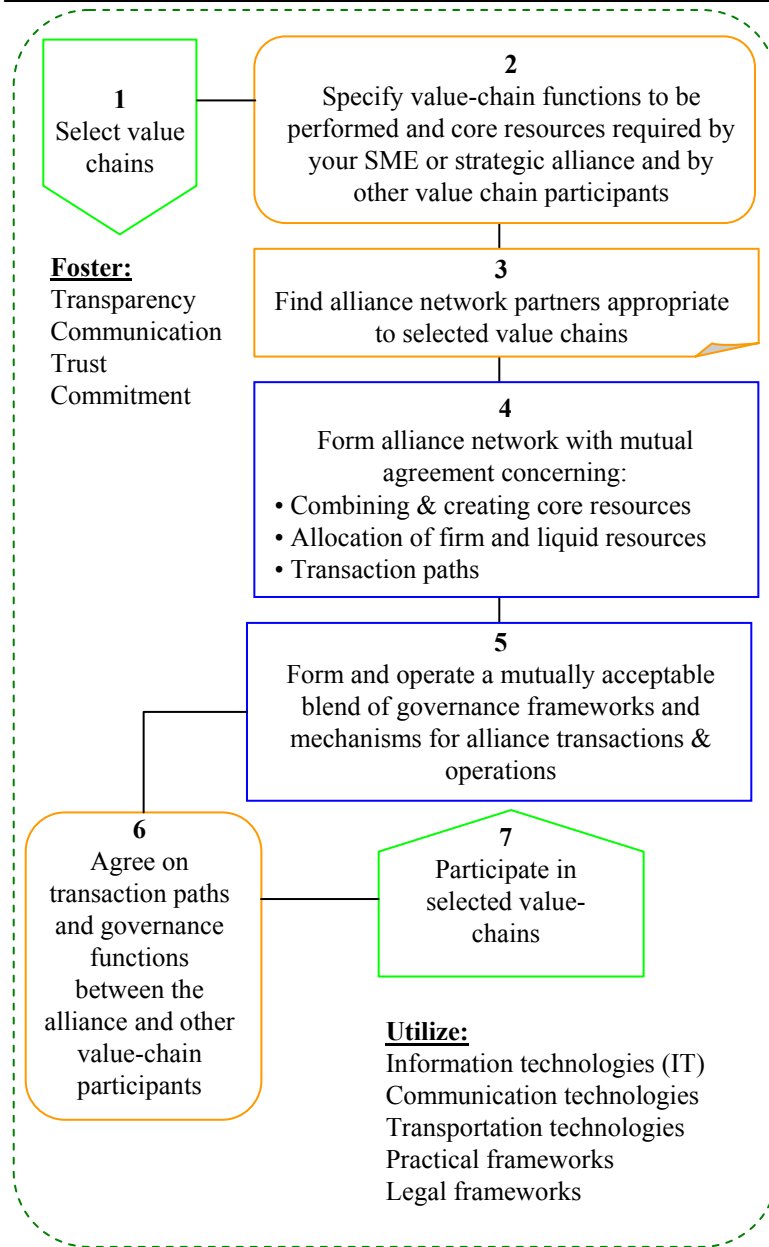 1
Select value
chains
2
Specify value-chain functions to be
performed and core resources required by
your SME or strategic alliance and by
other value chain participants
Foster:
Transparency
Communication
Trust
Commitment
3
Find alliance network partners appropriate
to selected value chains
4
Form alliance network with mutual
agreement concerning:
• Combining & creating core resources
• Allocation of firm and liquid resources
• Transaction paths
5
Form and operate a mutually acceptable
blend of governance frameworks and
mechanisms for alliance transactions &
operations
6
Agree on
transaction paths
and governance
functions
between the
alliance and other
value-chain
participants
7
Participate in
selected value-
chains
Utilize:
Information technologies (IT)
Communication technologies
Transportation technologies
Practical frameworks
Legal frameworks